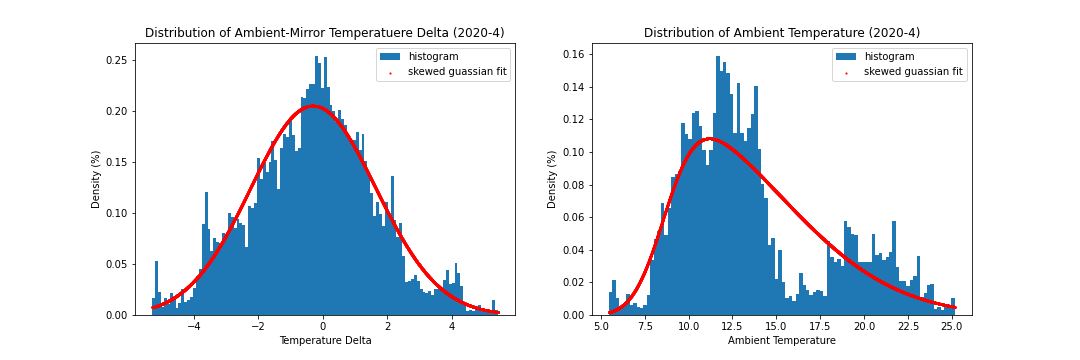 Distribution of Ambient-Mirror Temperatuere Delta (2020-4)
histogram
skewed guassian fit
Density (%)
0.25
0.20
0.15
0.10
0.05
0.00
−4
−2
0
2
4
Temperature Delta
Distribution of Ambient Temperature (2020-4)
histogram
skewed guassian fit
Density (%)
0.16
0.14
0.12
0.10
0.08
0.06
0.04
0.02
0.00
5.0
7.5
10.0
12.5
15.0
17.5
20.0
22.5
25.0
Ambient Temperature